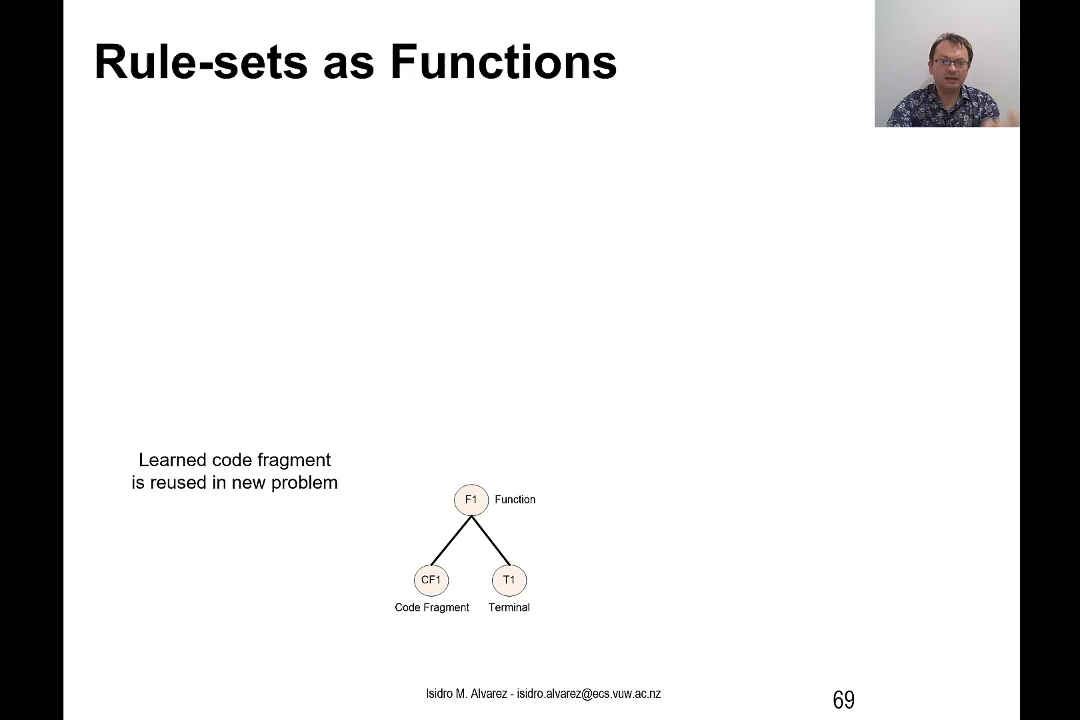 Rule-sets as Functions
Learned code fragment
is reused in new problem
F1 Function
CF1 T1
Code Fragment Terminal
Isidro M. Alvarez - isidro.alvarez@ecs.vuw.ac.nz
69